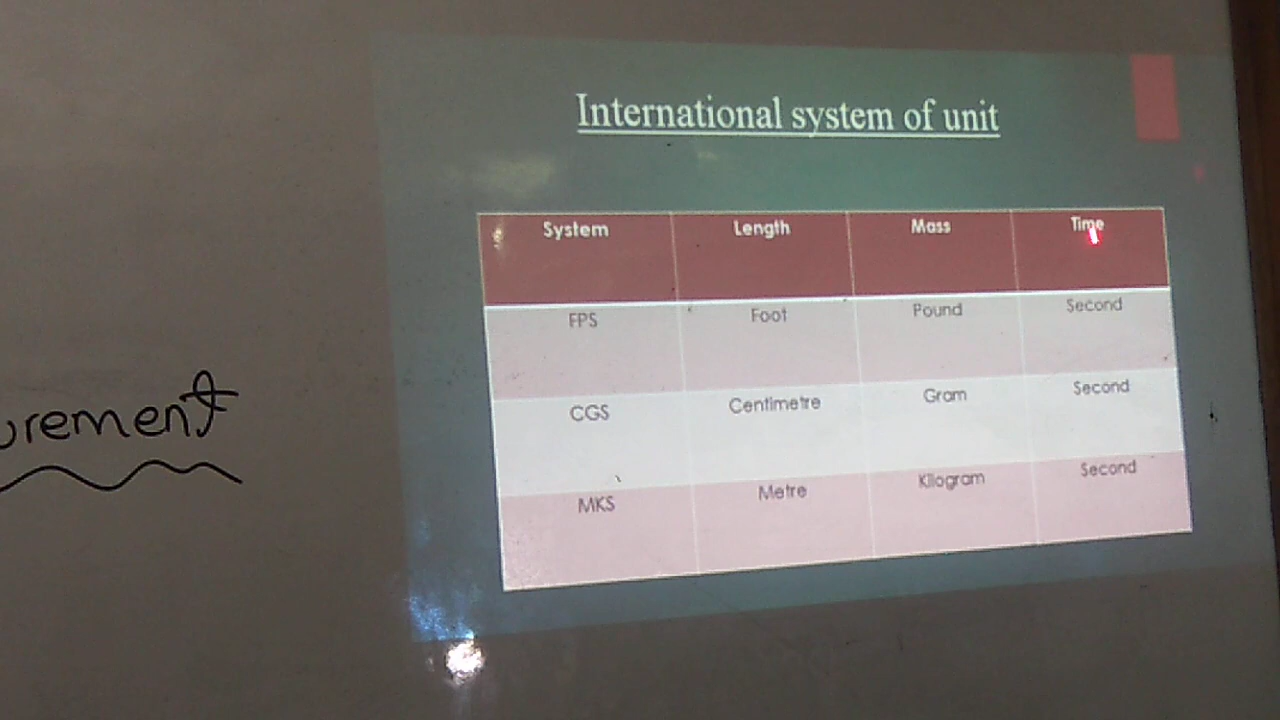 International system of unit
System Length Mass Time
FPS Foot Pound Second
CGS Centimetre Gram Second
MKS Metre Kilogram Second
urement